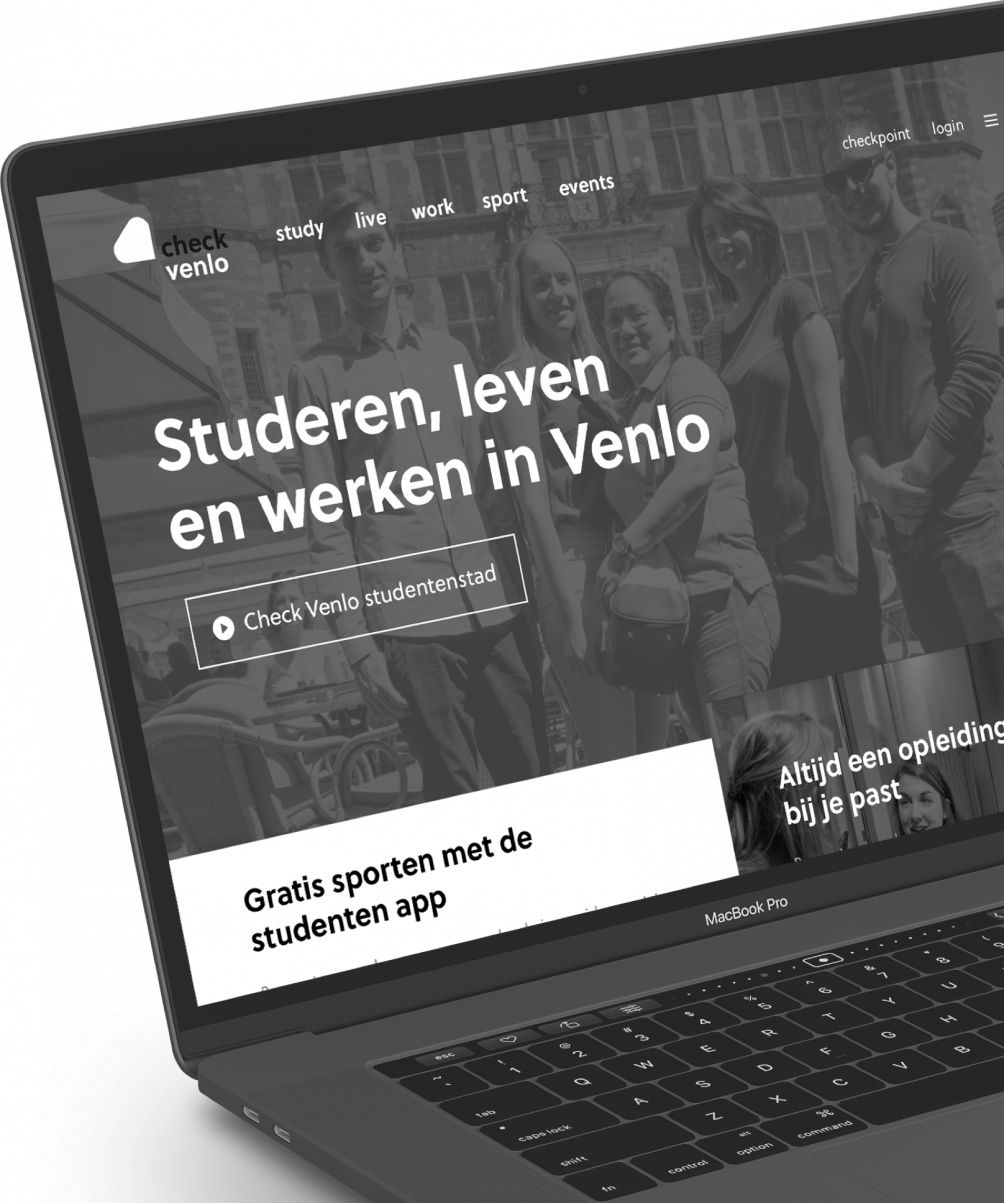 checkpoint login
study live work sport events
check
venlo
Studeren, leven
en werken in Venlo
Check Venlo studentenstad
Altijd een opleiding
bij je past
Gratis sporten met de
studenten app
MacBook Pro
esc
~ ! @ # $ % ^ & *
` 1 2 3 4 5 6 7 8
tab Q W E R T Y U
caps lock A S D F G H
shift Z X C V B
fn control alt option ⌘ command